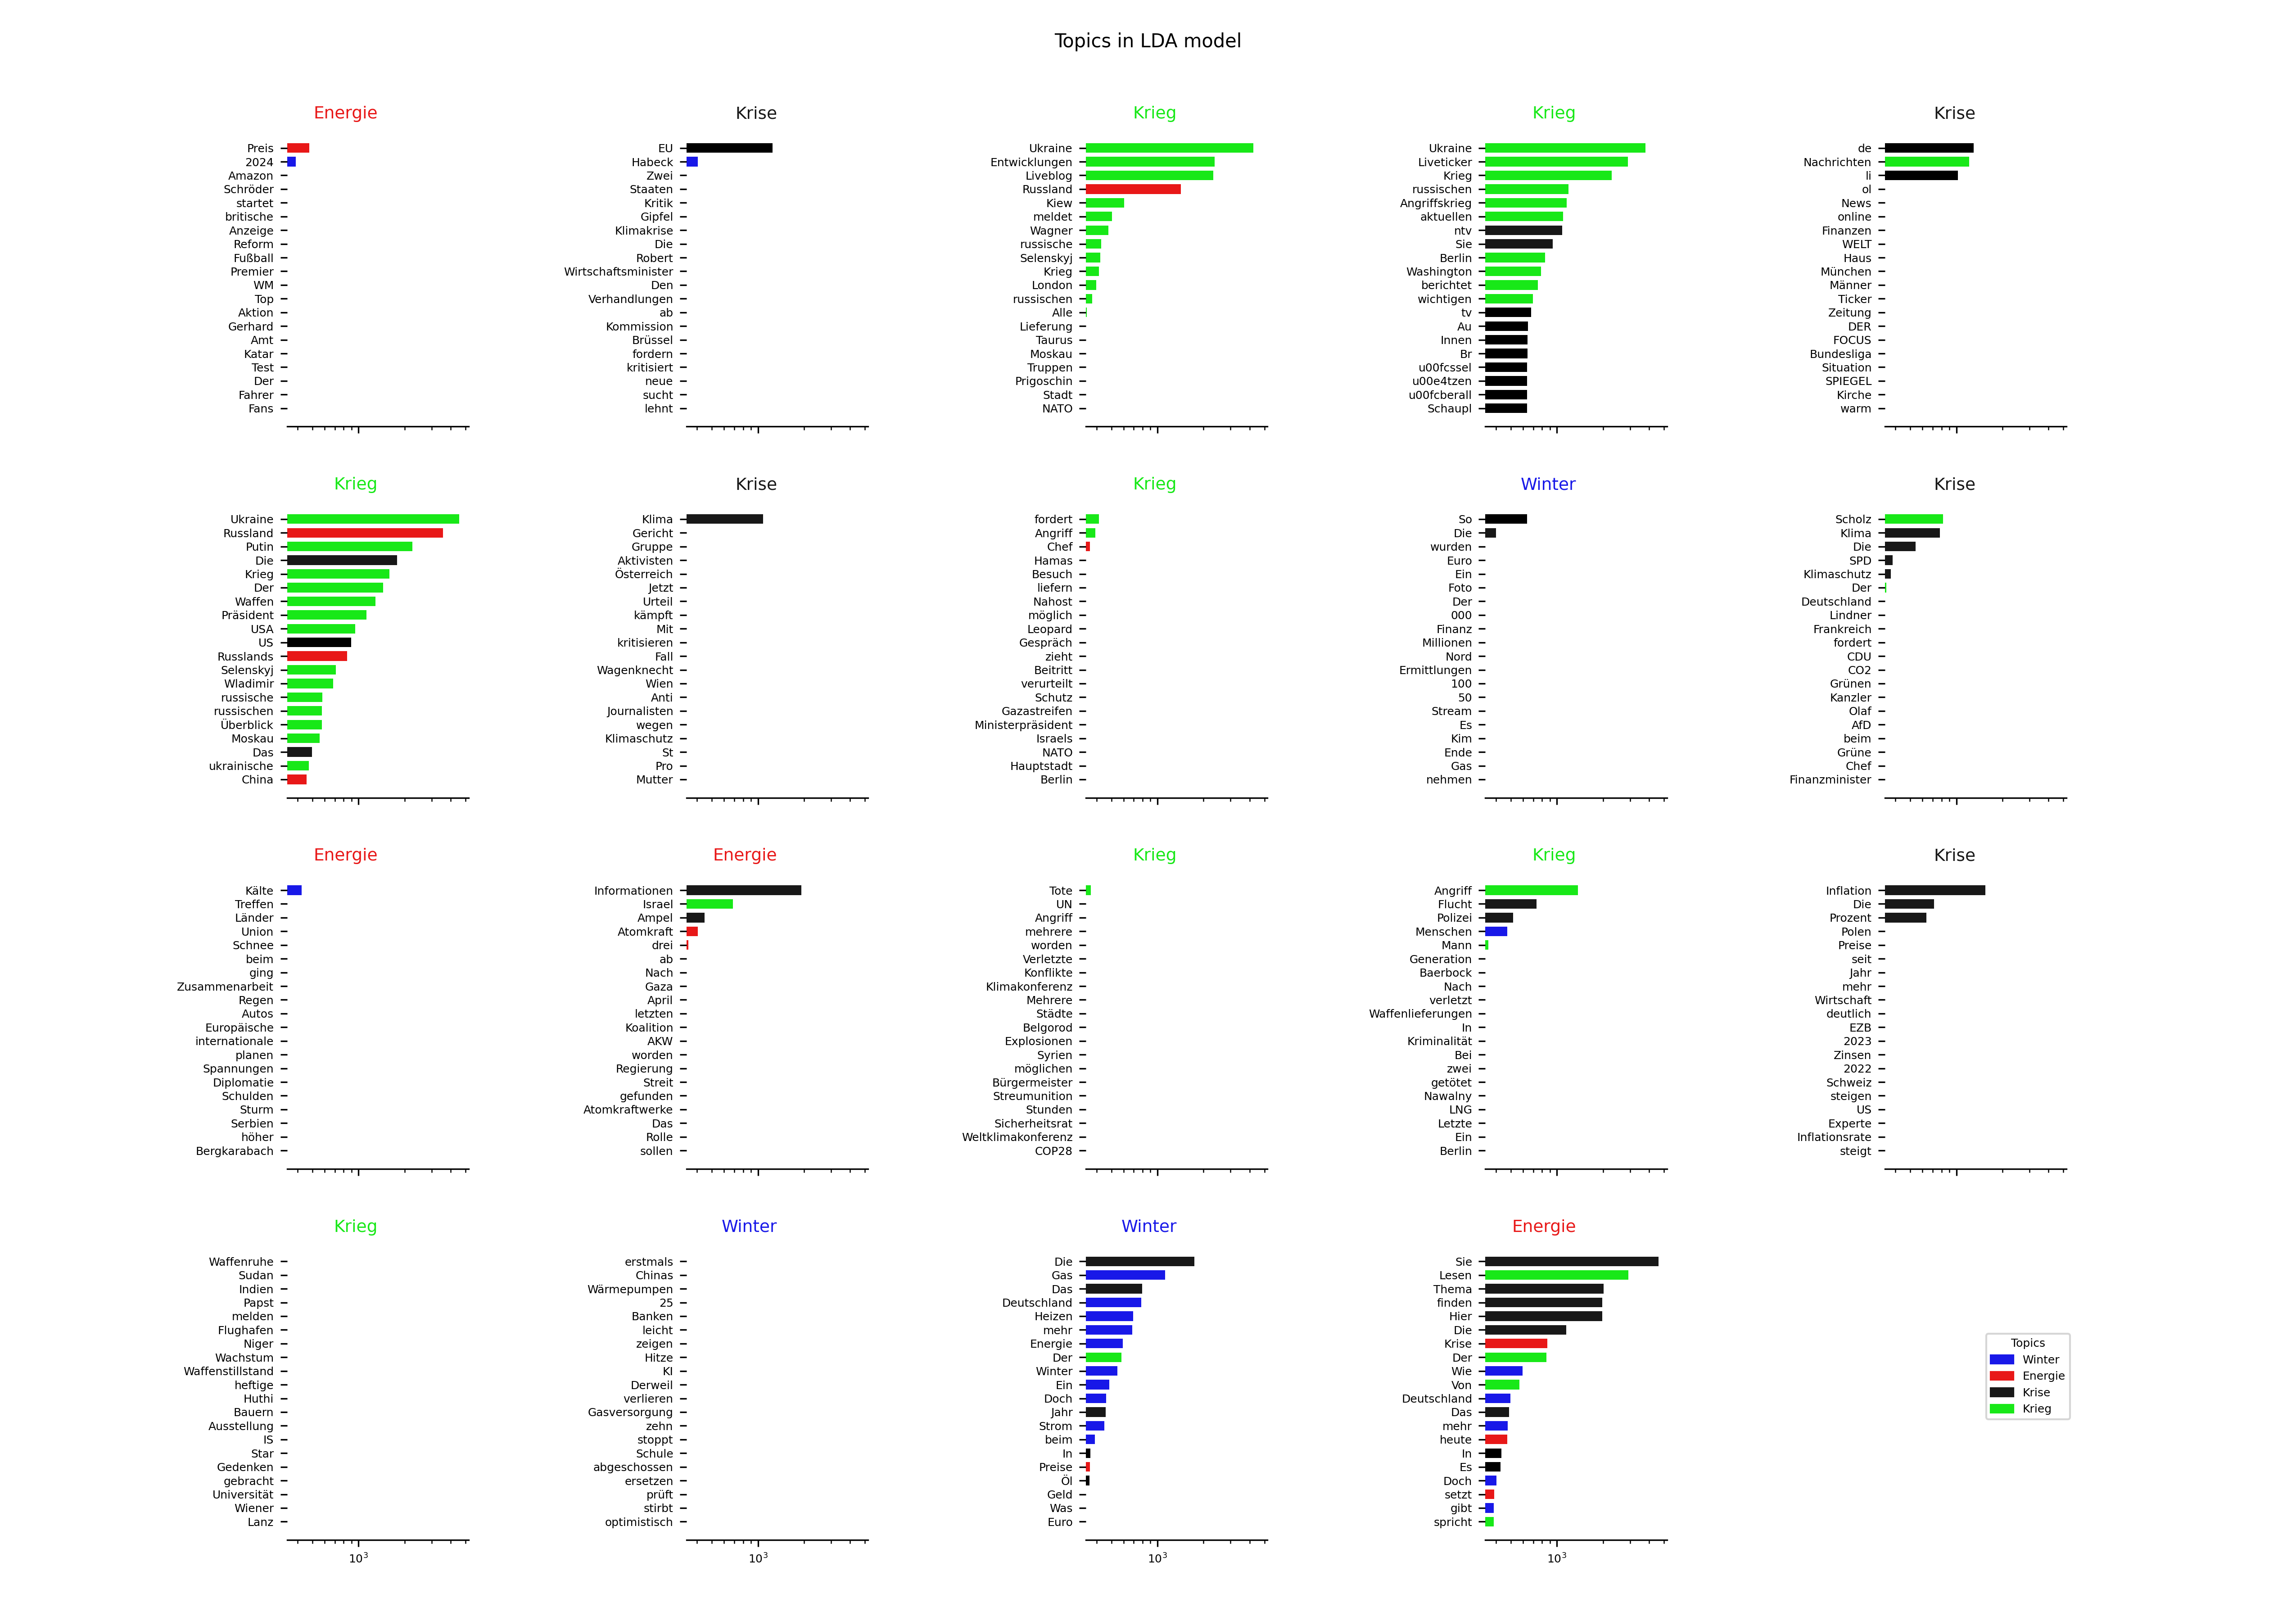 Topics in LDA model
Energie
Preis
2024
Amazon
Schröder
startet
britische
Anzeige
Reform
Fußball
Premier
WM
Top
Aktion
Gerhard
Amt
Katar
Test
Der
Fahrer
Fans
Krise
EU
Habeck
Zwei
Staaten
Kritik
Gipfel
Klimakrise
Die
Robert
Wirtschaftsminister
Den
Verhandlungen
ab
Kommission
Brüssel
fordern
kritisiert
neue
sucht
lehnt
Krieg
Ukraine
Entwicklungen
Liveblog
Russland
Kiew
meldet
Wagner
russische
Selenskyj
Krieg
London
russischen
Alle
Lieferung
Taurus
Moskau
Truppen
Prigoschin
Stadt
NATO
Krieg
Ukraine
Liveticker
Krieg
russischen
Angriffskrieg
aktuellen
ntv
Sie
Berlin
Washington
berichtet
wichtigen
tv
Au
Innen
Br
u00fcssel
u00e4tzen
u00fcberall
Schaupl
Krise
de
Nachrichten
li
ol
News
online
Finanzen
WELT
Haus
München
Männer
Ticker
Zeitung
DER
FOCUS
Bundesliga
Situation
SPIEGEL
Kirche
warm
Krieg
Ukraine
Russland
Putin
Die
Krieg
Der
Waffen
Präsident
USA
US
Russlands
Selenskyj
Wladimir
russische
russischen
Überblick
Moskau
Das
ukrainische
China
Krise
Klima
Gericht
Gruppe
Aktivisten
Österreich
Jetzt
Urteil
kämpft
Mit
kritisieren
Fall
Wagenknecht
Wien
Anti
Journalisten
wegen
Klimaschutz
St
Pro
Mutter
Krieg
fordert
Angriff
Chef
Hamas
Besuch
liefern
Nahost
möglich
Leopard
Gespräch
zieht
Beitritt
verurteilt
Schutz
Gazastreifen
Ministerpräsident
Israels
NATO
Hauptstadt
Berlin
Winter
So
Die
wurden
Euro
Ein
Foto
Der
000
Finanz
Millionen
Nord
Ermittlungen
100
50
Stream
Es
Kim
Ende
Gas
nehmen
Krise
Scholz
Klima
Die
SPD
Klimaschutz
Der
Deutschland
Lindner
Frankreich
fordert
CDU
CO2
Grünen
Kanzler
Olaf
AfD
beim
Grüne
Chef
Finanzminister
Energie
Kälte
Treffen
Länder
Union
Schnee
beim
ging
Zusammenarbeit
Regen
Autos
Europäische
internationale
planen
Spannungen
Diplomatie
Schulden
Sturm
Serbien
höher
Bergkarabach
Energie
Informationen
Israel
Ampel
Atomkraft
drei
ab
Nach
Gaza
April
letzten
Koalition
AKW
worden
Regierung
Streit
gefunden
Atomkraftwerke
Das
Rolle
sollen
Krieg
Tote
UN
Angriff
mehrere
worden
Verletzte
Konflikte
Klimakonferenz
Mehrere
Städte
Belgorod
Explosionen
Syrien
möglichen
Bürgermeister
Streumunition
Stunden
Sicherheitsrat
Weltklimakonferenz
COP28
Krieg
Angriff
Flucht
Polizei
Menschen
Mann
Generation
Baerbock
Nach
verletzt
Waffenlieferungen
In
Kriminalität
Bei
zwei
getötet
Nawalny
LNG
Letzte
Ein
Berlin
Krise
Inflation
Die
Prozent
Polen
Preise
seit
Jahr
mehr
Wirtschaft
deutlich
EZB
2023
Zinsen
2022
Schweiz
steigen
US
Experte
Inflationsrate
steigt
Krieg
Waffenruhe
Sudan
Indien
Papst
melden
Flughafen
Niger
Wachstum
Waffenstillstand
heftige
Huthi
Bauern
Ausstellung
IS
Star
Gedenken
gebracht
Universität
Wiener
Lanz
10³
Winter
erstmals
Chinas
Wärmepumpen
25
Banken
leicht
zeigen
Hitze
KI
Derweil
verlieren
Gasversorgung
zehn
stoppt
Schule
abgeschossen
ersetzen
prüft
stirbt
optimistisch
10³
Winter
Die
Gas
Das
Deutschland
Heizen
mehr
Energie
Der
Winter
Ein
Doch
Jahr
Strom
beim
In
Preise
Öl
Geld
Was
Euro
10³
Energie
Sie
Lesen
Thema
finden
Hier
Die
Krise
Der
Wie
Von
Deutschland
Das
mehr
heute
In
Es
Doch
setzt
gibt
spricht
10³
Topics
Winter
Energie
Krise
Krieg